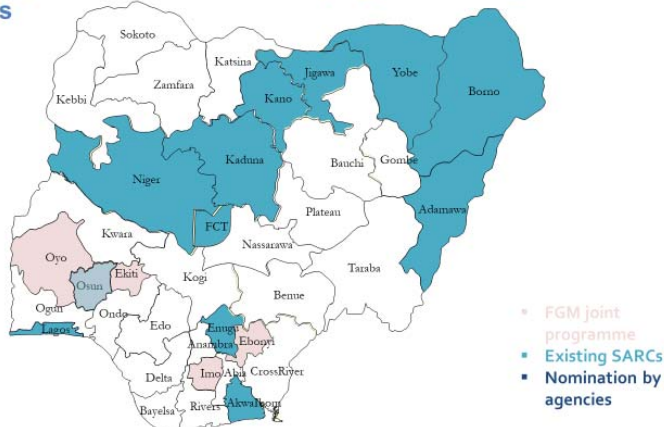 s
Sokoto
Katsina
Jigawa
Yobe
Borno
Zamfara
Kebbi
Kano
Kaduna
Bauchi
Gombe
Niger
Adamawa
Plateau
FCT
Kwara
Nassarawa
Taraba
Oyo
Osun
Ekiti
Kogi
Benue
Ogun
Ondo
Lagos
Edo
Enugu
Anambra
Ebonyi
Imo
Abia
CrossRiver
Delta
Bayelsa
Rivers
AkwaIbom
▪ FGM joint
programme
▪ Existing SARCs
▪ Nomination by
agencies